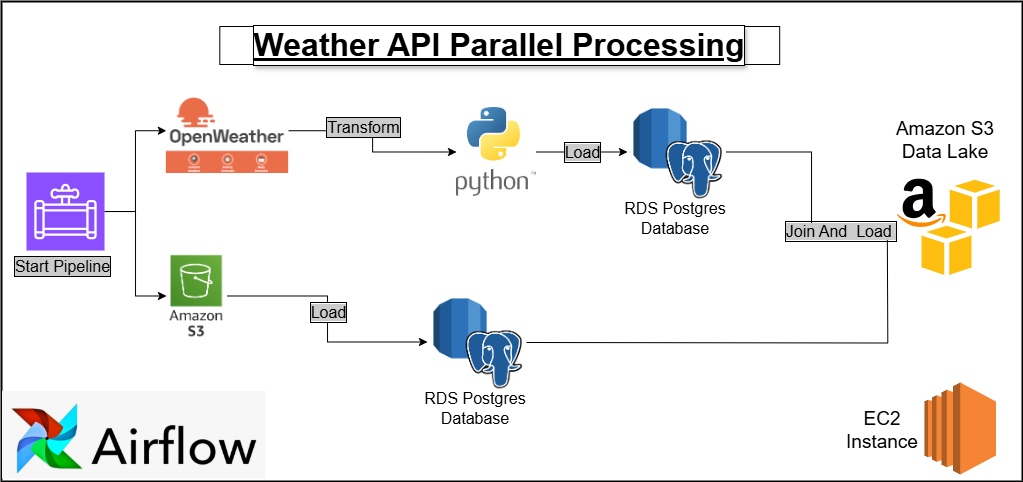 Weather API Parallel Processing
OpenWeather
Transform
python™
Load
RDS Postgres
Database
Amazon S3
Data Lake
Join And Load
Start Pipeline
Amazon
S3
Load
RDS Postgres
Database
Airflow
EC2
Instance